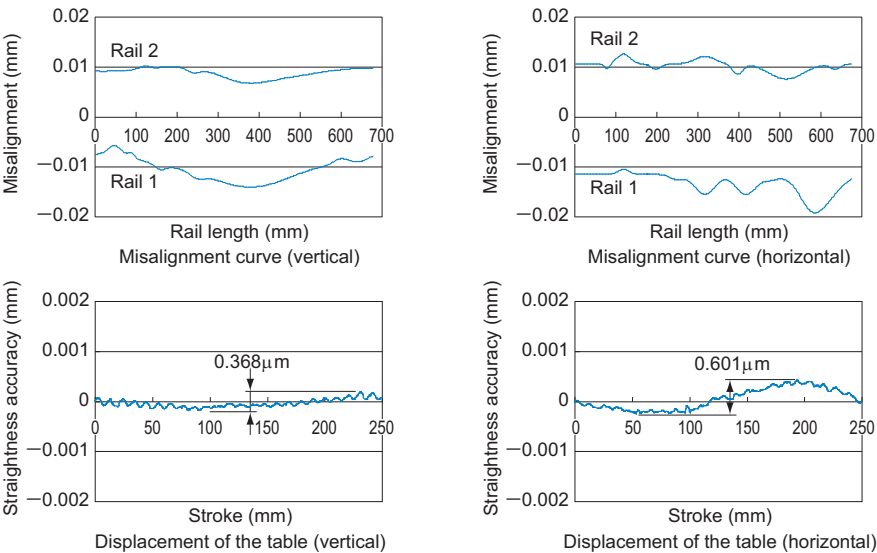 Misalignment (mm)
0.02
0.01
0
－0.01
－0.02
Rail 2
0 100 200 300 400 500 600 700
Rail 1
Rail length (mm)
Misalignment curve (vertical)
Misalignment (mm)
0.02
0.01
0
－0.01
－0.02
Rail 2
0 100 200 300 400 500 600 700
Rail 1
Rail length (mm)
Misalignment curve (horizontal)
Straightness accuracy (mm)
0.002
0.001
0
－0.001
－0.002
0.368μm
0 50 100 150 200 250
Stroke (mm)
Displacement of the table (vertical)
Straightness accuracy (mm)
0.002
0.001
0
－0.001
－0.002
0.601μm
0 50 100 150 200 250
Stroke (mm)
Displacement of the table (horizontal)